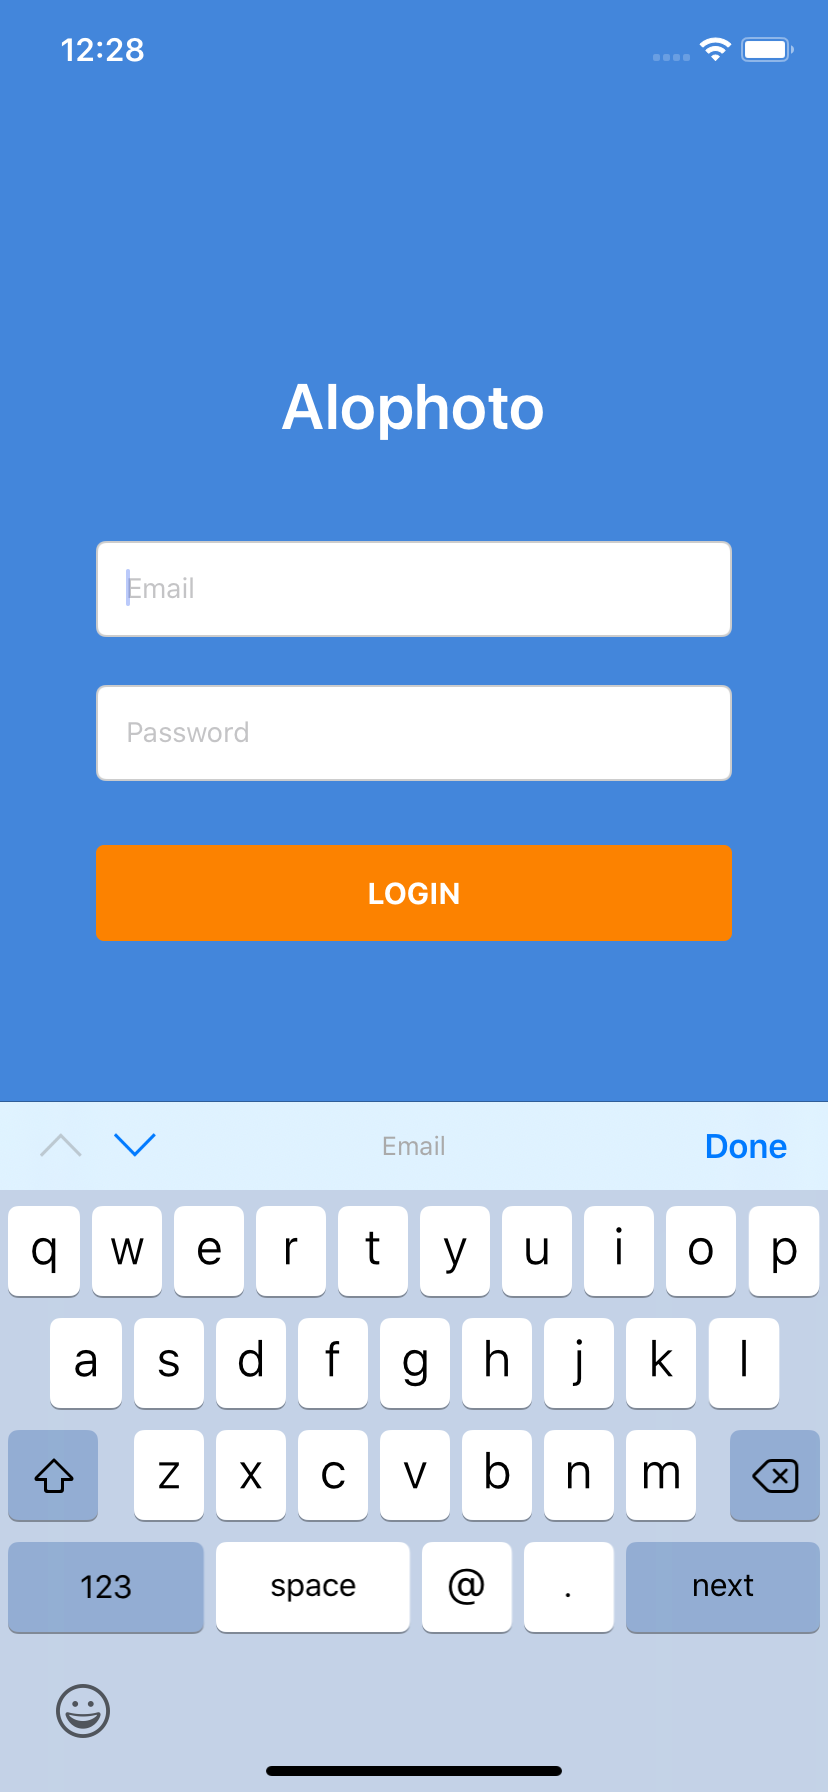 12:28
Alophoto
Email
Password
LOGIN
Email Done
q w e r t y u i o p
a s d f g h j k l
z x c v b n m
123 space @ . next